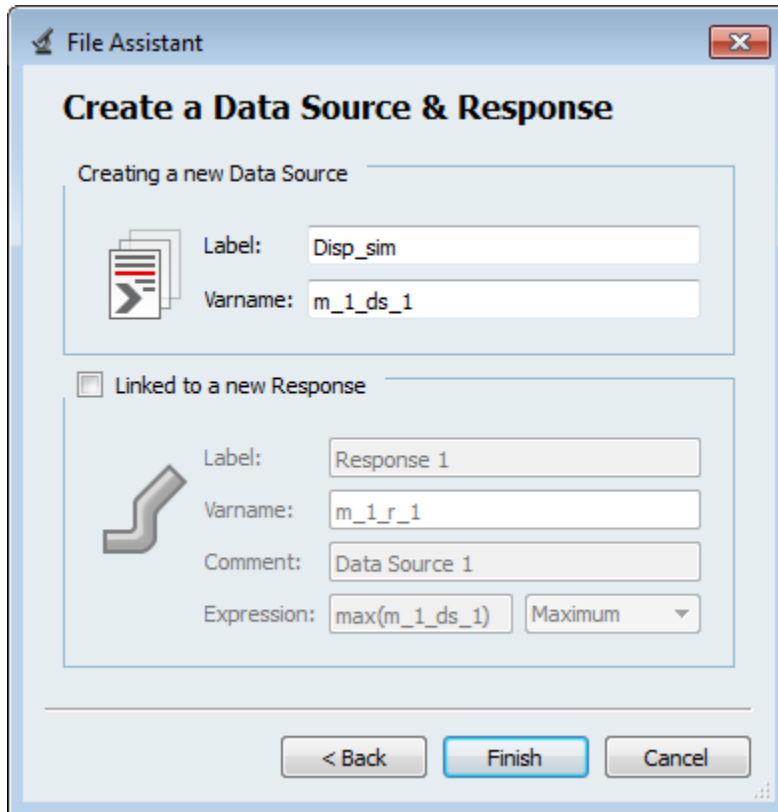 File Assistant
Create a Data Source & Response
Creating a new Data Source
Label: Disp_sim
Varname: m_1_ds_1
Linked to a new Response
Label: Response 1
Varname: m_1_r_1
Comment: Data Source 1
Expression: max(m_1_ds_1) Maximum
< Back Finish Cancel